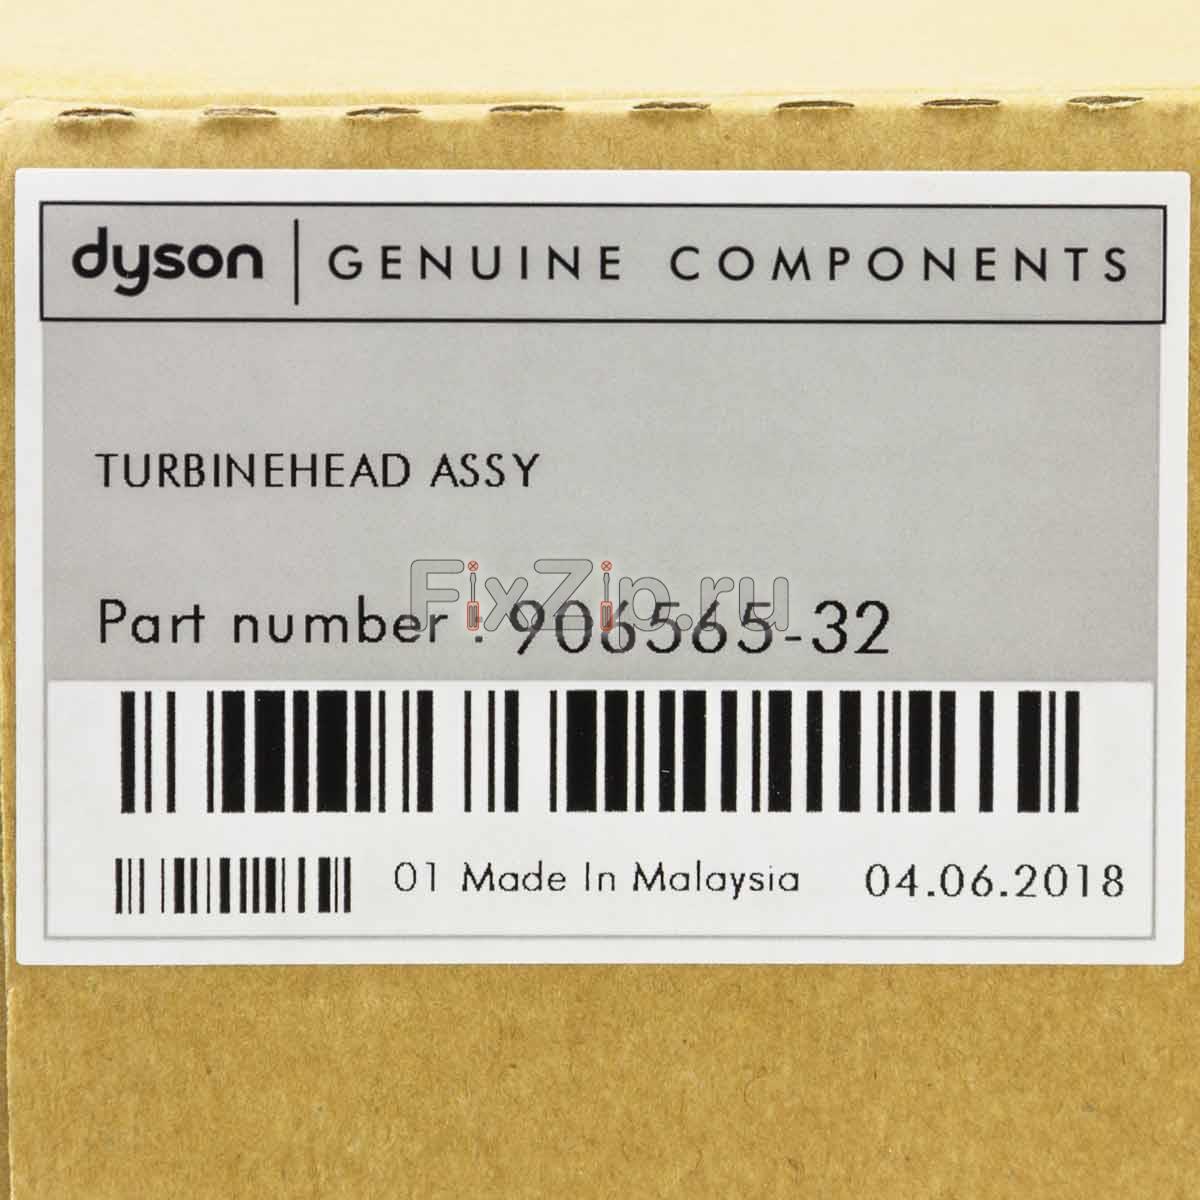 dyson | GENUINE COMPONENTS
TURBINEHEAD ASSY
FixZip.ru
Part number : 906565-32
01 Made In Malaysia 04.06.2018